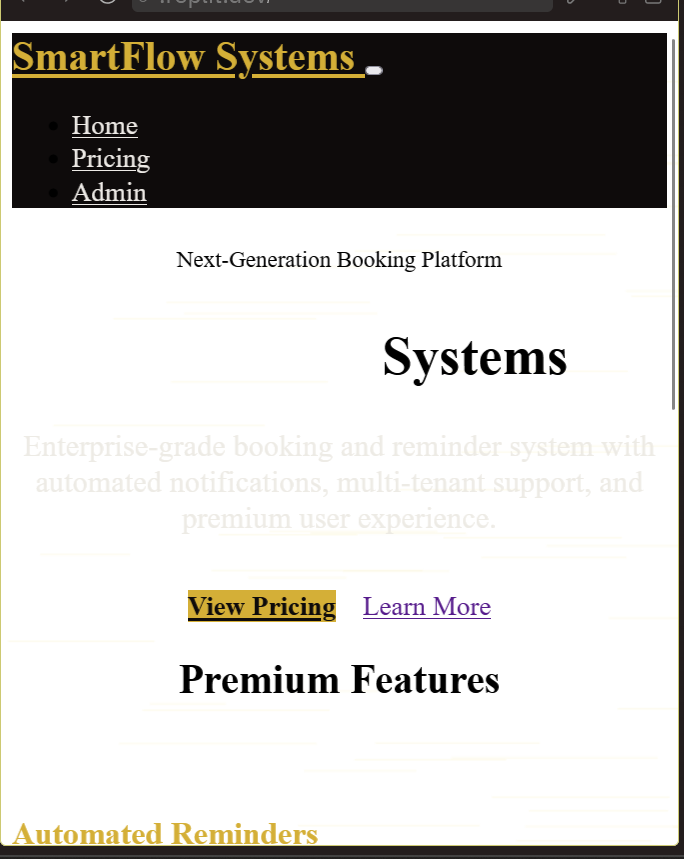 SmartFlow Systems
Home
Pricing
Admin
Next-Generation Booking Platform
Systems
Enterprise-grade booking and reminder system with
automated notifications, multi-tenant support, and
premium user experience.
View Pricing Learn More
Premium Features
Automated Reminders